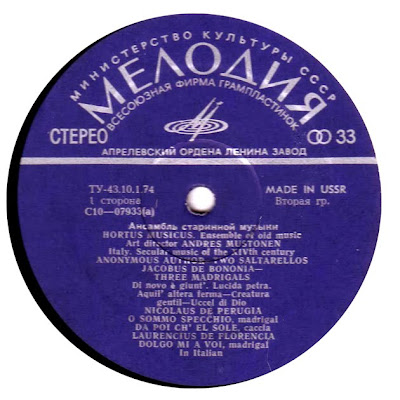 МИНИСТЕРСТВО КУЛЬТУРЫ СССР
МЕЛОДИЯ
ВСЕСОЮЗНАЯ ФИРМА ГРАМПЛАСТИНОК
СТЕРЕО
33
АПРЕЛЕВСКИЙ ОРДЕНА ЛЕНИНА ЗАВОД
ТУ-43.10.1.74
MADE IN USSR
1 сторона
Вторая гр.
С10—07933(а)
Ансамбль старинной музыки
HORTUS MUSICUS. Ensemble of old music
Art director ANDRES MUSTONEN
Italy. Secular music of the XIVth century
ANONYMOUS AUTHOR. TWO SALTARELLOS
JACOBUS DE BONONIA—
THREE MADRIGALS
Di novo è giunt'. Lucida petra.
Aquil' altera ferma—Creatura
gentil—Uccel di Dio
NICOLAUS DE PERUGIA
O SOMMO SPECCHIO, madrigal
DA POI CH' EL SOLE, caccia
LAURENCIUS DE FLORENCIA
DOLGO MI A VOI, madrigal
In Italian